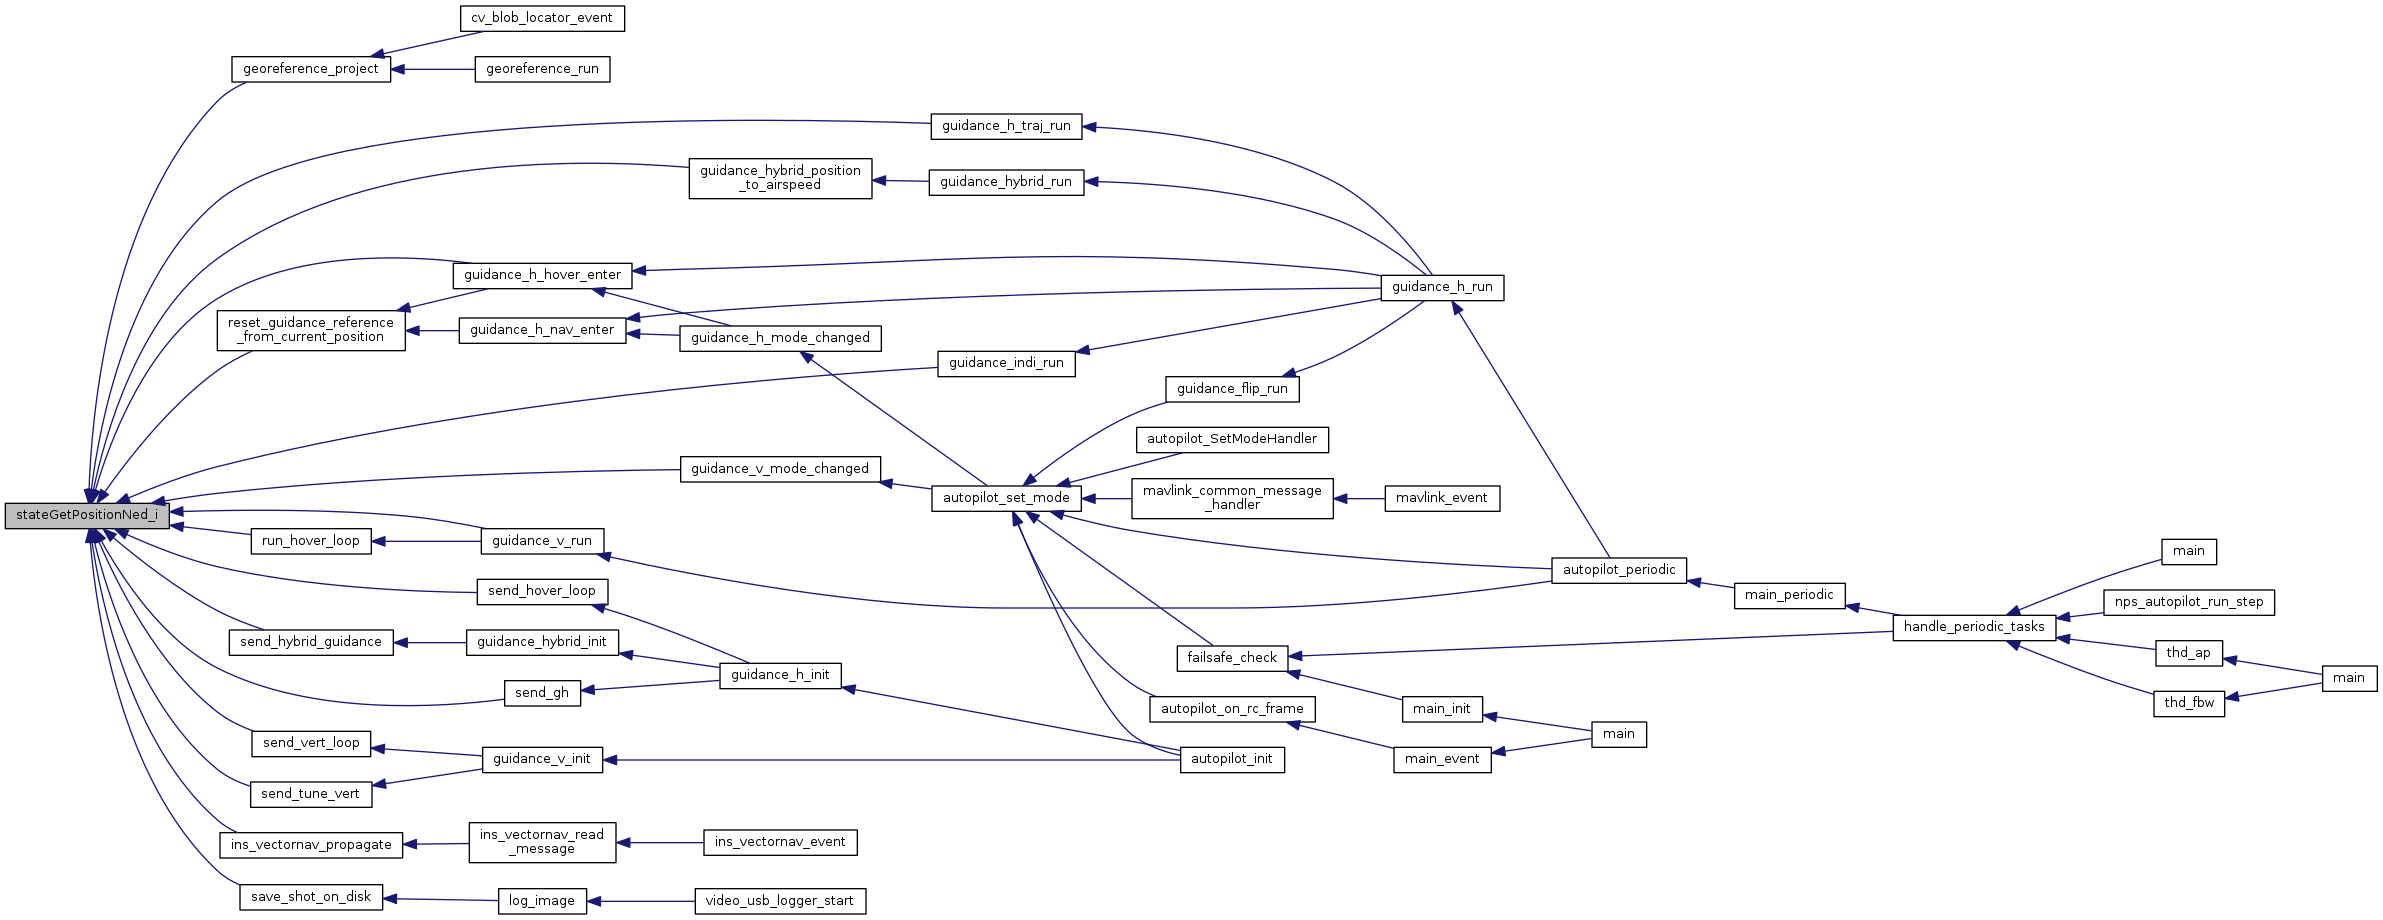 cv_blob_locator_event
georeference_project
georeference_run
guidance_h_traj_run
guidance_hybrid_position
_to_airspeed
guidance_hybrid_run
guidance_h_hover_enter
guidance_h_run
reset_guidance_reference
_from_current_position
guidance_h_nav_enter
guidance_h_mode_changed
guidance_indi_run
guidance_flip_run
autopilot_SetModeHandler
guidance_v_mode_changed
autopilot_set_mode
mavlink_common_message
_handler
mavlink_event
stateGetPositionNed_i
run_hover_loop
guidance_v_run
main
autopilot_periodic
send_hover_loop
main_periodic
nps_autopilot_run_step
handle_periodic_tasks
send_hybrid_guidance
guidance_hybrid_init
failsafe_check
thd_ap
main
guidance_h_init
send_gh
thd_fbw
autopilot_on_rc_frame
main_init
main
send_vert_loop
guidance_v_init
autopilot_init
main_event
send_tune_vert
ins_vectornav_propagate
ins_vectornav_read
_message
ins_vectornav_event
save_shot_on_disk
log_image
video_usb_logger_start